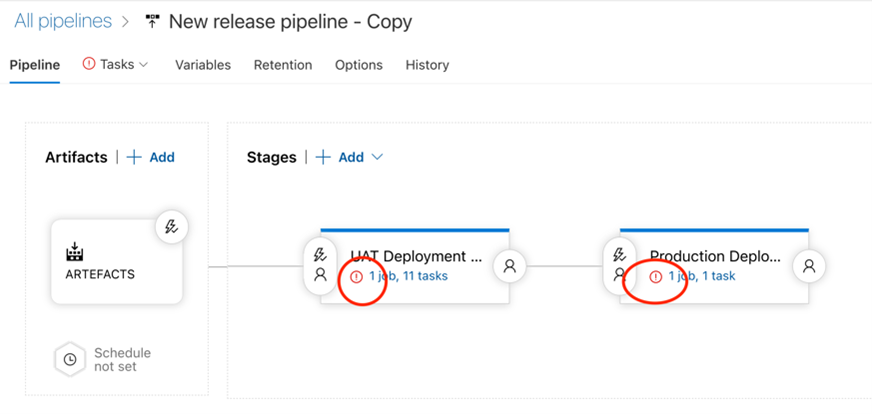 All pipelines > New release pipeline - Copy
Pipeline Tasks Variables Retention Options History
Artifacts | + Add
Stages | + Add
ARTEFACTS
UAT Deployment ...
1 job, 11 tasks
Production Deplo...
1 job, 1 task
Schedule
not set